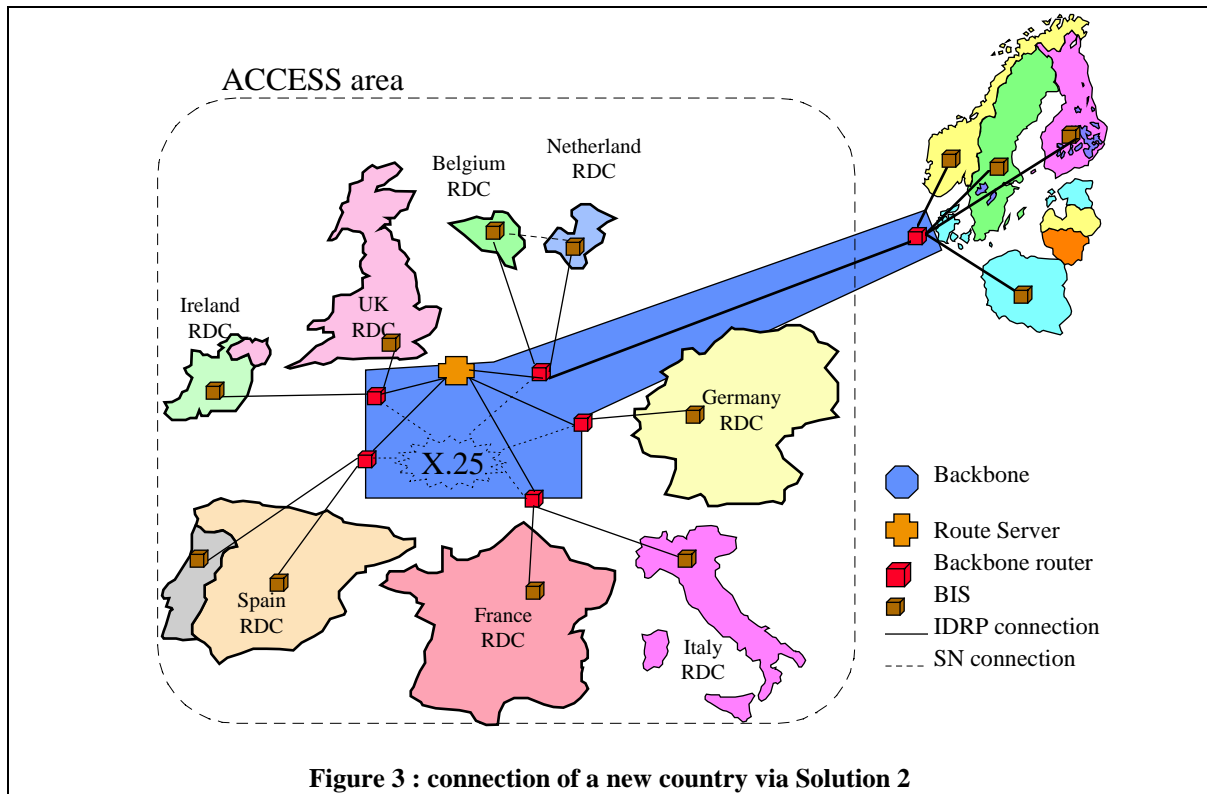 ACCESS area
Belgium
RDC
Netherland
RDC
Ireland
RDC
UK
RDC
Germany
RDC
X.25
Spain
RDC
France
RDC
Italy
RDC
Backbone
Route Server
Backbone router
BIS
IDRP connection
SN connection
Figure 3 : connection of a new country via Solution 2